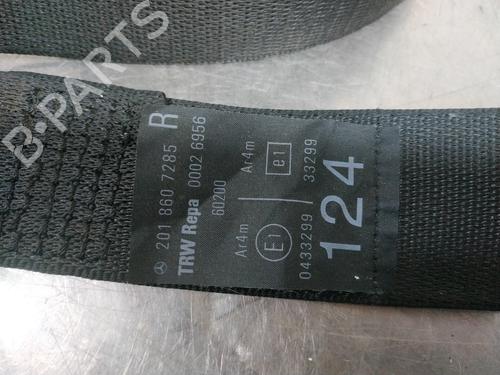 201 860 7285 R
TRW Repa 0002 6956
60200
Ar4m Ar4m
E1 e1
0433299 33299
124
B-PARTS